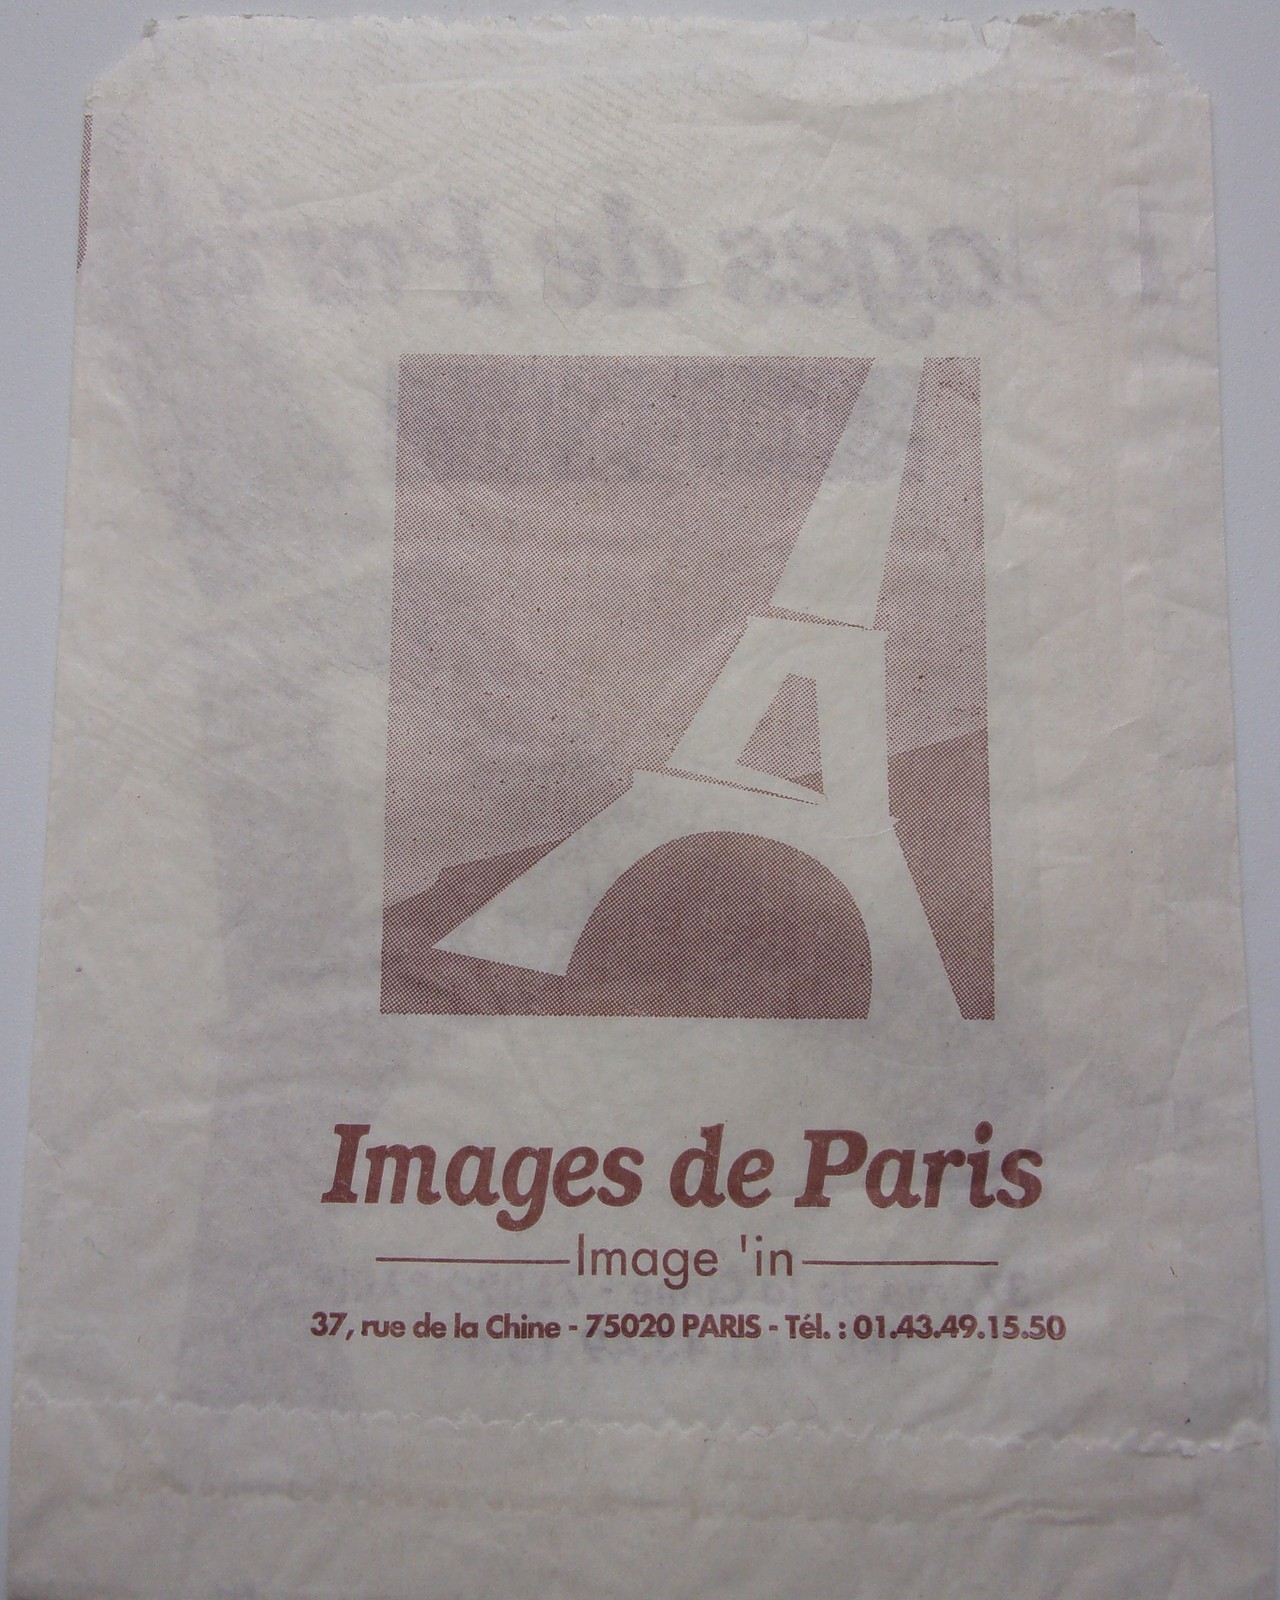 Images de Paris
Image 'in
37, rue de la Chine - 75020 PARIS - Tél. : 01.43.49.15.50